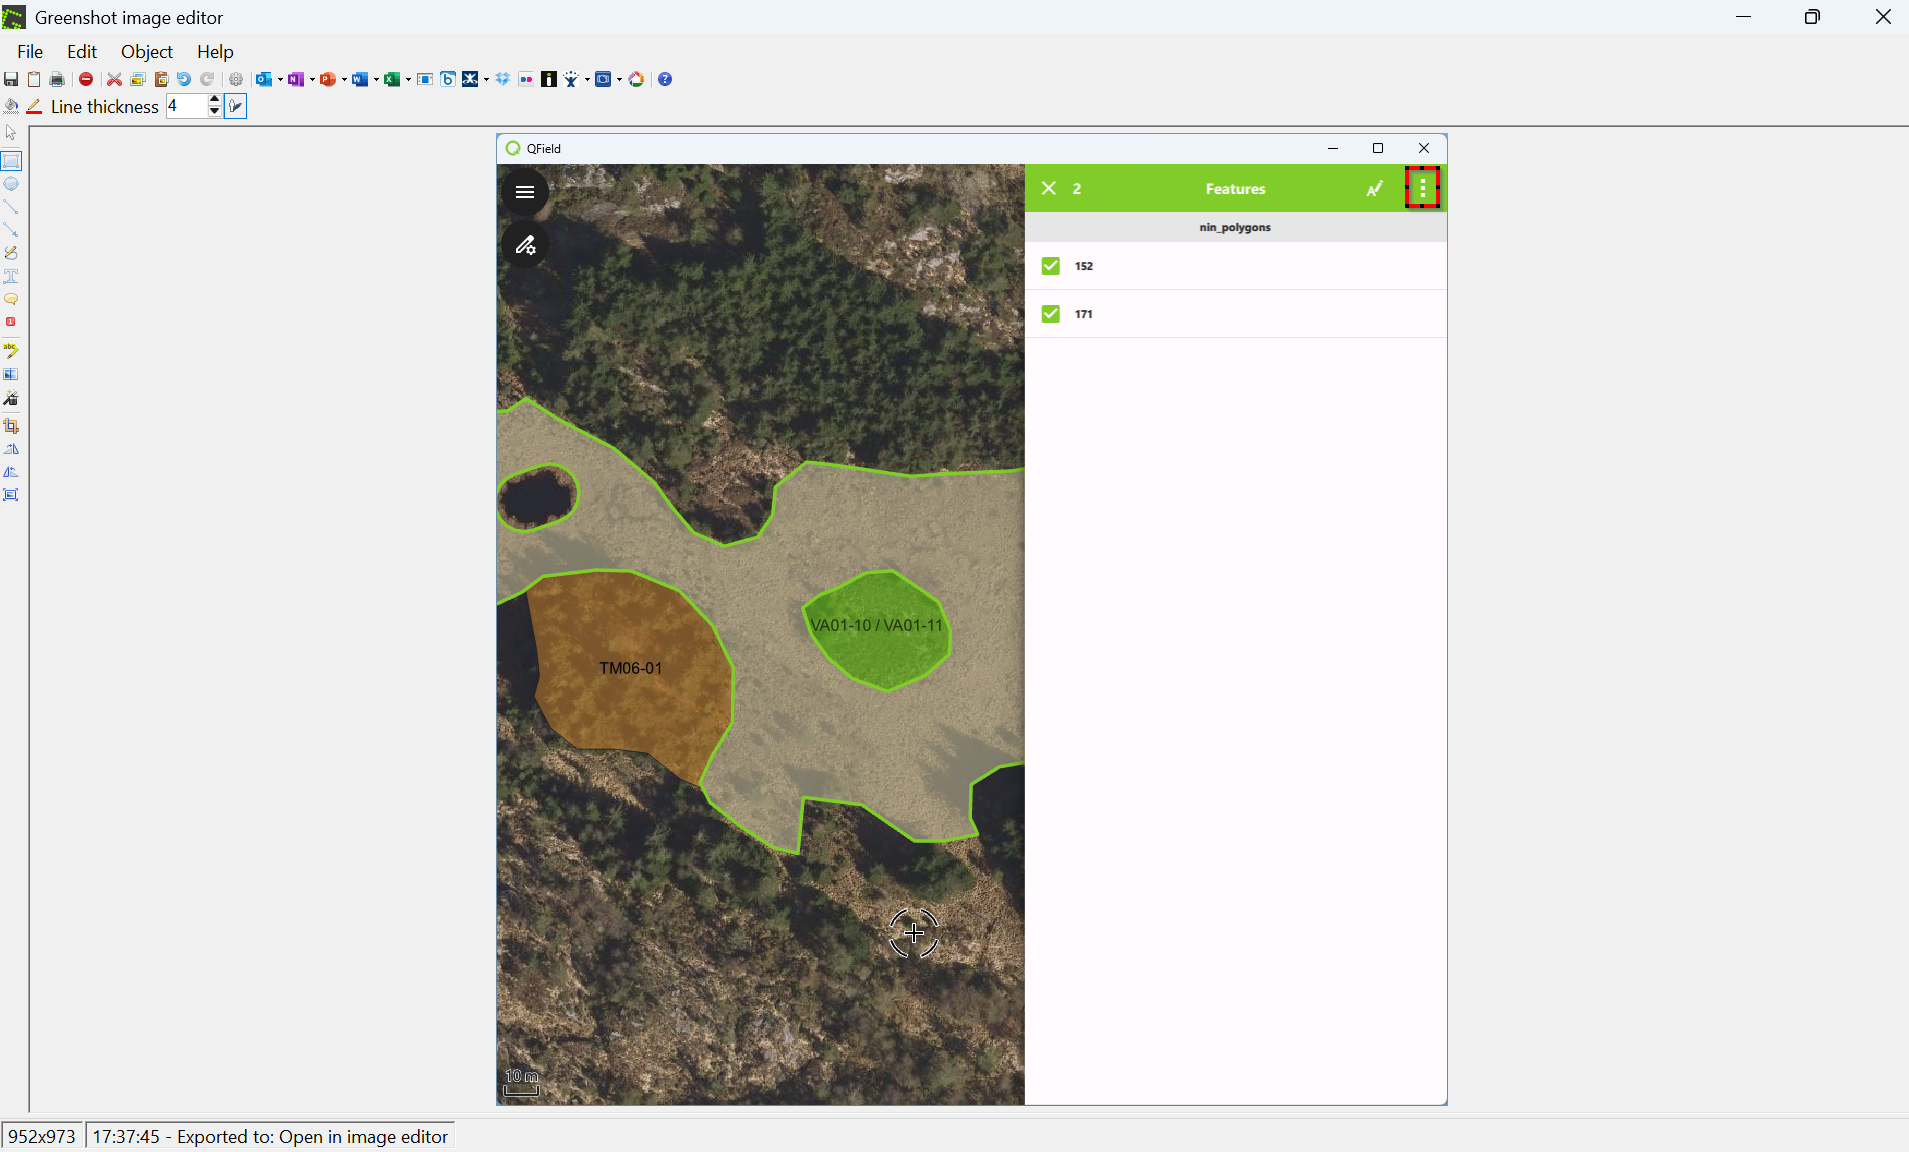 Greenshot image editor
File Edit Object Help
Line thickness 4
QField
2 Features
nin_polygons
152
171
VA01-10 / VA01-11
TM06-01
10 m
952x973 17:37:45 - Exported to: Open in image editor